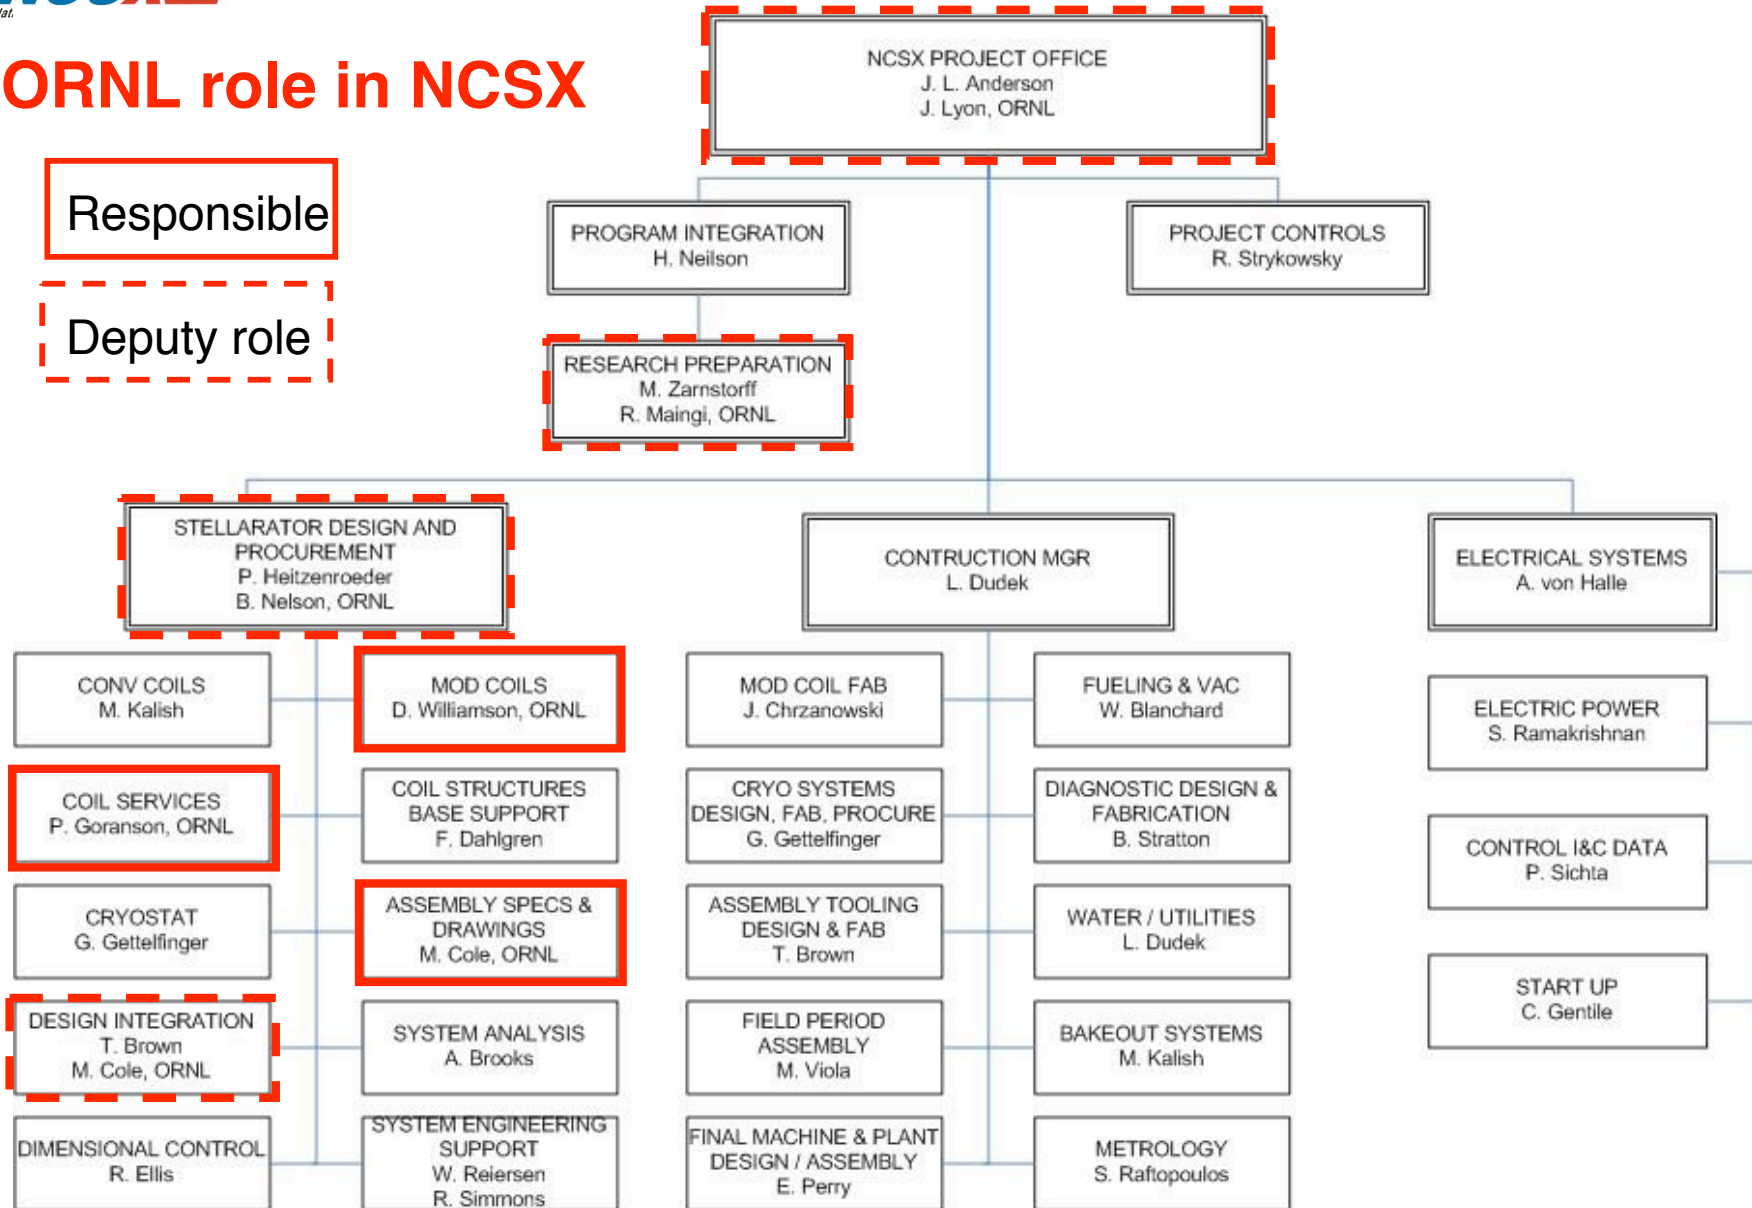 ORNL role in NCSX
Responsible
Deputy role
NCSX PROJECT OFFICE
J. L. Anderson
J. Lyon, ORNL
PROGRAM INTEGRATION
H. Neilson
PROJECT CONTROLS
R. Strykowsky
RESEARCH PREPARATION
M. Zarnstorff
R. Maingi, ORNL
STELLARATOR DESIGN AND
PROCUREMENT
P. Heitzenroeder
B. Nelson, ORNL
CONTRUCTION MGR
L. Dudek
ELECTRICAL SYSTEMS
A. von Halle
CONV COILS
M. Kalish
MOD COILS
D. Williamson, ORNL
COIL SERVICES
P. Goranson, ORNL
COIL STRUCTURES
BASE SUPPORT
F. Dahlgren
CRYOSTAT
G. Gettelfinger
ASSEMBLY SPECS &
DRAWINGS
M. Cole, ORNL
DESIGN INTEGRATION
T. Brown
M. Cole, ORNL
SYSTEM ANALYSIS
A. Brooks
DIMENSIONAL CONTROL
R. Ellis
SYSTEM ENGINEERING
SUPPORT
W. Reiersen
R. Simmons
MOD COIL FAB
J. Chrzanowski
FUELING & VAC
W. Blanchard
CRYO SYSTEMS
DESIGN, FAB, PROCURE
G. Gettelfinger
DIAGNOSTIC DESIGN &
FABRICATION
B. Stratton
ASSEMBLY TOOLING
DESIGN & FAB
T. Brown
WATER / UTILITIES
L. Dudek
FIELD PERIOD
ASSEMBLY
M. Viola
BAKEOUT SYSTEMS
M. Kalish
FINAL MACHINE & PLANT
DESIGN / ASSEMBLY
E. Perry
METROLOGY
S. Raftopoulos
ELECTRIC POWER
S. Ramakrishnan
CONTROL I&C DATA
P. Sichta
START UP
C. Gentile